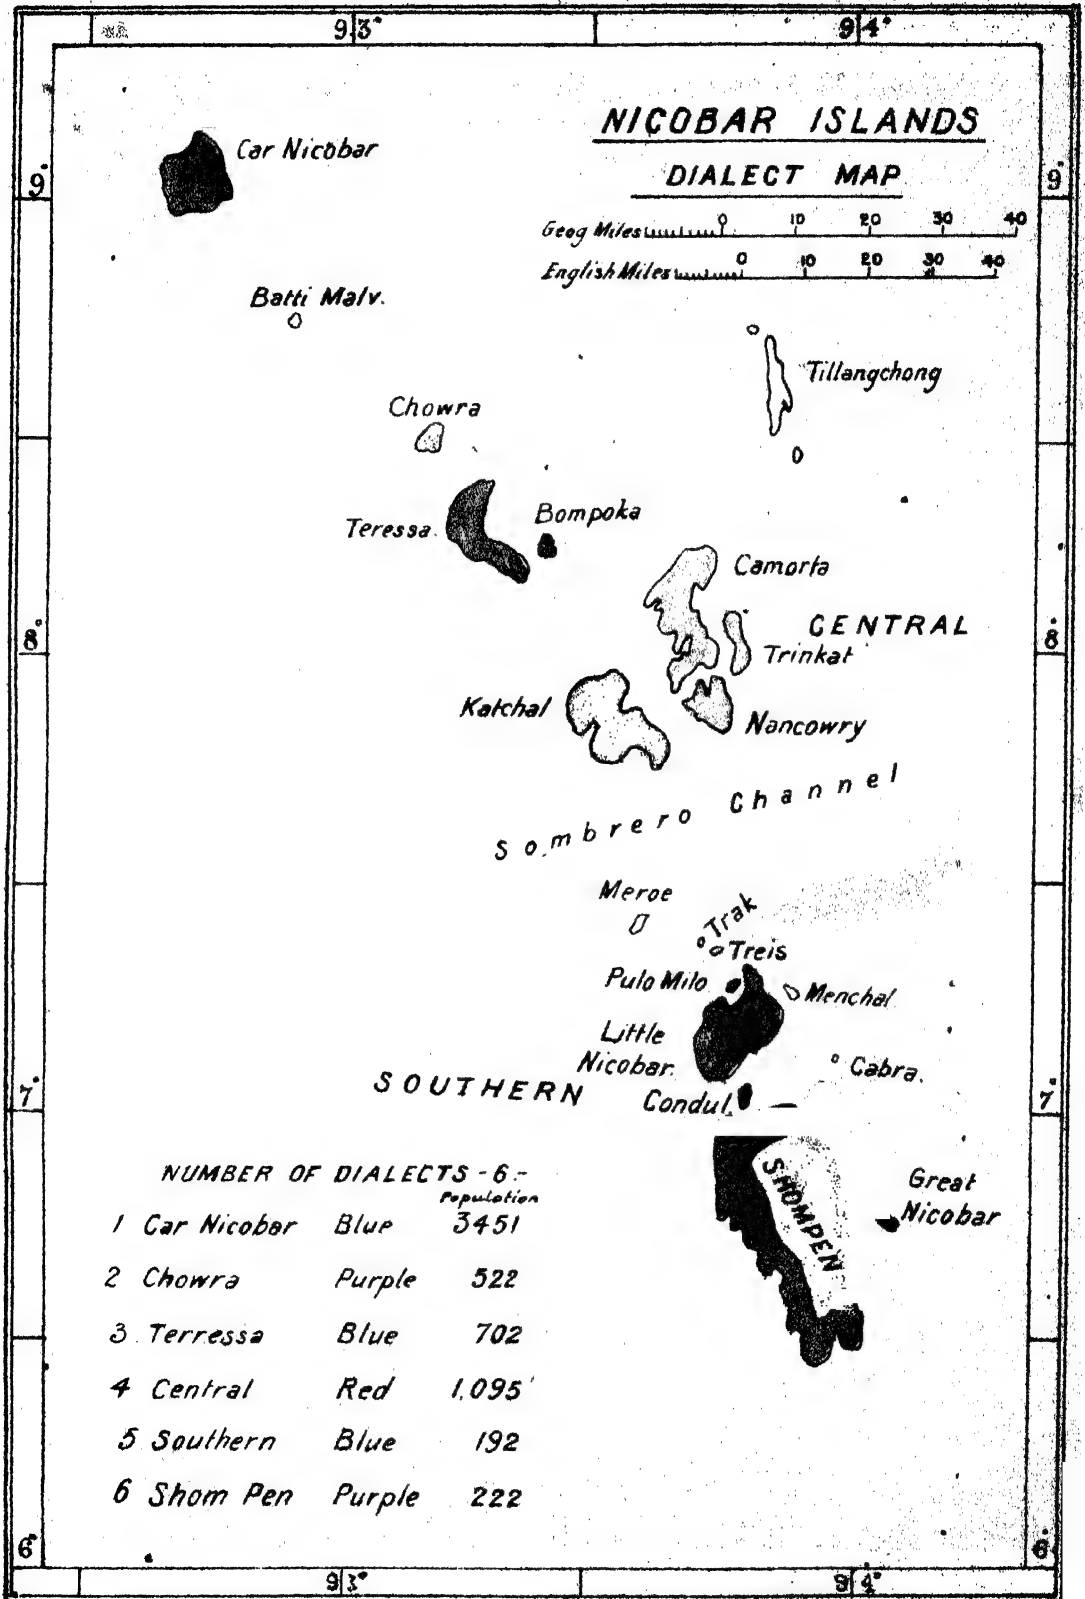 93°
94°
NICOBAR ISLANDS
DIALECT MAP
Geog Miles 0 10 20 30 40
English Miles 0 10 20 30 40
9°
9°
Car Nicobar
Batti Malv.
Tillangchong
Chowra
Teressa.
Bompoka
Camorta
CENTRAL
8°
8°
Trinkat
Katchal
Nancowry
Sombrero Channel
Meroe
Trak
Treis
Pulo Milo
Menchal
Little
Nicobar.
Cabra.
SOUTHERN
Condul.
7°
7°
SHOMPEN
Great
Nicobar
NUMBER OF DIALECTS - 6 -
Population
1 Car Nicobar Blue 3451
2 Chowra Purple 522
3 Terressa Blue 702
4 Central Red 1,095
5 Southern Blue 192
6 Shom Pen Purple 222
6°
6°
93°
94°